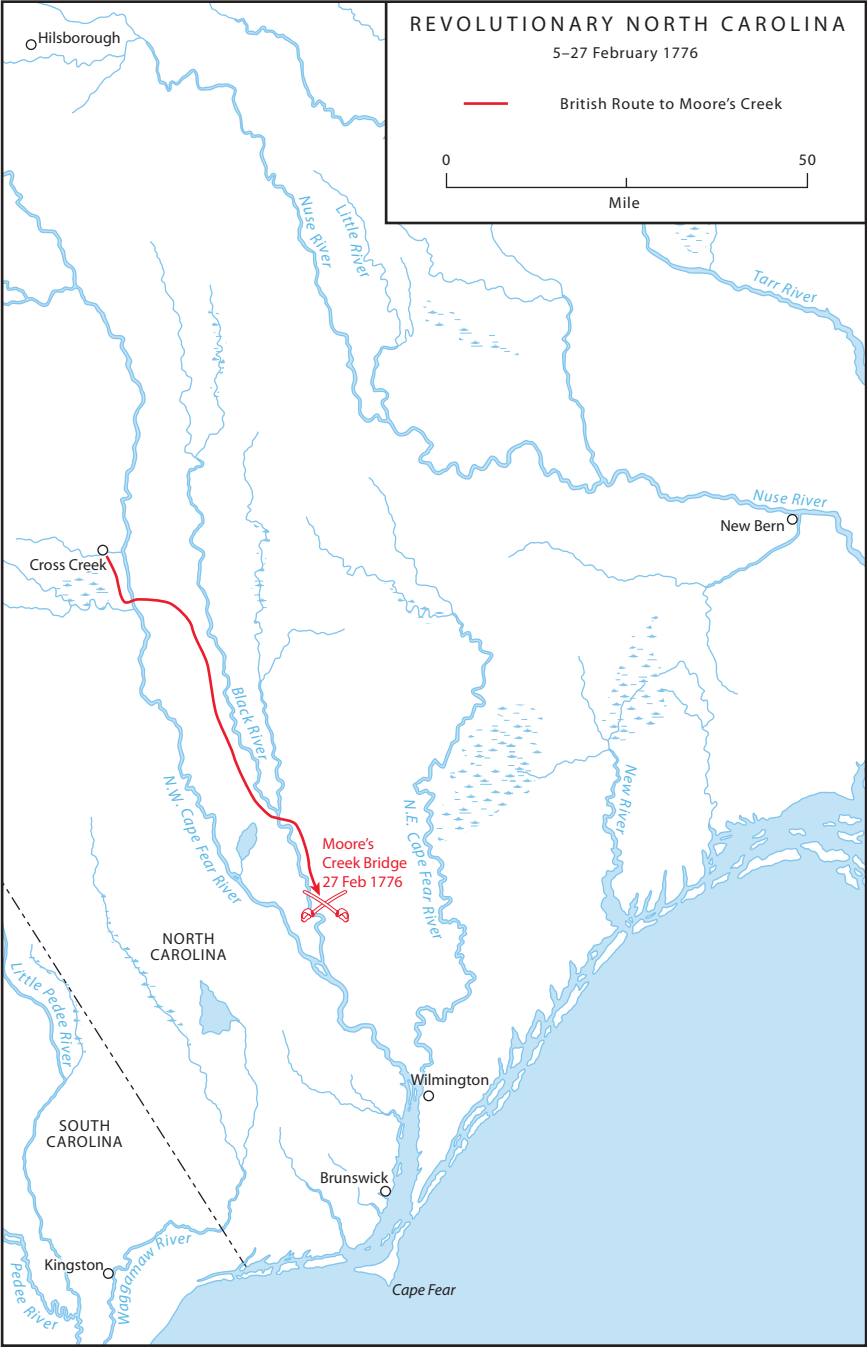 REVOLUTIONARY NORTH CAROLINA
5–27 February 1776
British Route to Moore's Creek
0
50
Mile
Hilsborough
Nuse River
Little River
Tarr River
Nuse River
New Bern
Cross Creek
Black River
N.W. Cape Fear River
N.E. Cape Fear River
New River
Moore's
Creek Bridge
27 Feb 1776
NORTH
CAROLINA
Little Pedee River
SOUTH
CAROLINA
Wilmington
Brunswick
Kingston
Waggamaw River
Pedee River
Cape Fear